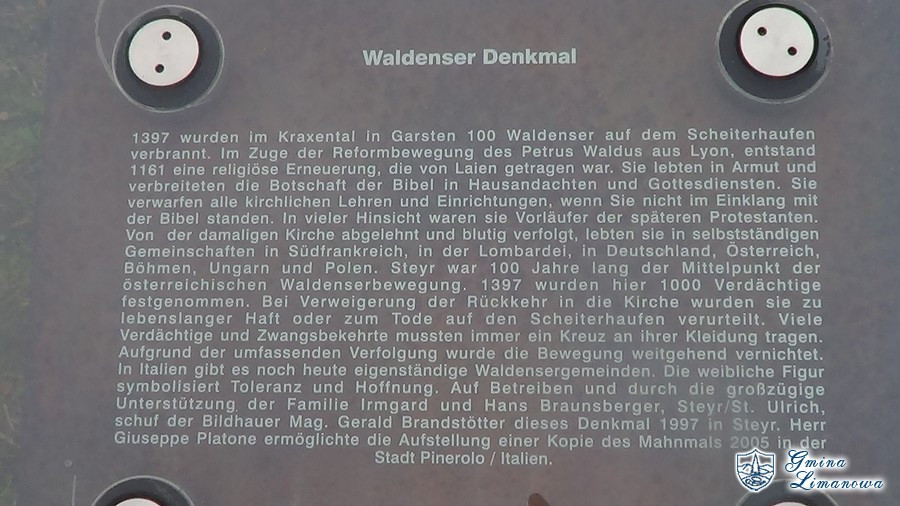 Waldenser Denkmal
1397 wurden im Kraxental in Garsten 100 Waldenser auf dem Scheiterhaufen
verbrannt. Im Zuge der Reformbewegung des Petrus Waldus aus Lyon, entstand
1161 eine religiöse Erneuerung, die von Laien getragen war. Sie lebten in Armut und
verbreiteten die Botschaft der Bibel in Hausandachten und Gottesdiensten. Sie
verwarfen alle kirchlichen Lehren und Einrichtungen, wenn Sie nicht im Einklang mit
der Bibel standen. In vieler Hinsicht waren sie Vorläufer der späteren Protestanten.
Von der damaligen Kirche abgelehnt und blutig verfolgt, lebten sie in selbstständigen
Gemeinschaften in Südfrankreich, in der Lombardei, in Deutschland, Österreich,
Böhmen, Ungarn und Polen. Steyr war 100 Jahre lang der Mittelpunkt der
österreichischen Waldenserbewegung. 1397 wurden hier 1000 Verdächtige
festgenommen. Bei Verweigerung der Rückkehr in die Kirche wurden sie zu
lebenslanger Haft oder zum Tode auf den Scheiterhaufen verurteilt. Viele
Verdächtige und Zwangsbekehrte mussten immer ein Kreuz an ihrer Kleidung tragen.
Aufgrund der umfassenden Verfolgung wurde die Bewegung weitgehend vernichtet.
In Italien gibt es noch heute eigenständige Waldensergemeinden. Die weibliche Figur
symbolisiert Toleranz und Hoffnung. Auf Betreiben und durch die großzügige
Unterstützung der Familie Irmgard und Hans Braunsberger, Steyr/St. Ulrich,
schuf der Bildhauer Mag. Gerald Brandstötter dieses Denkmal 1997 in Steyr. Herr
Giuseppe Platone ermöglichte die Aufstellung einer Kopie des Mahnmals 2005 in der
Stadt Pinerolo / Italien.
Gmina
Limanowa